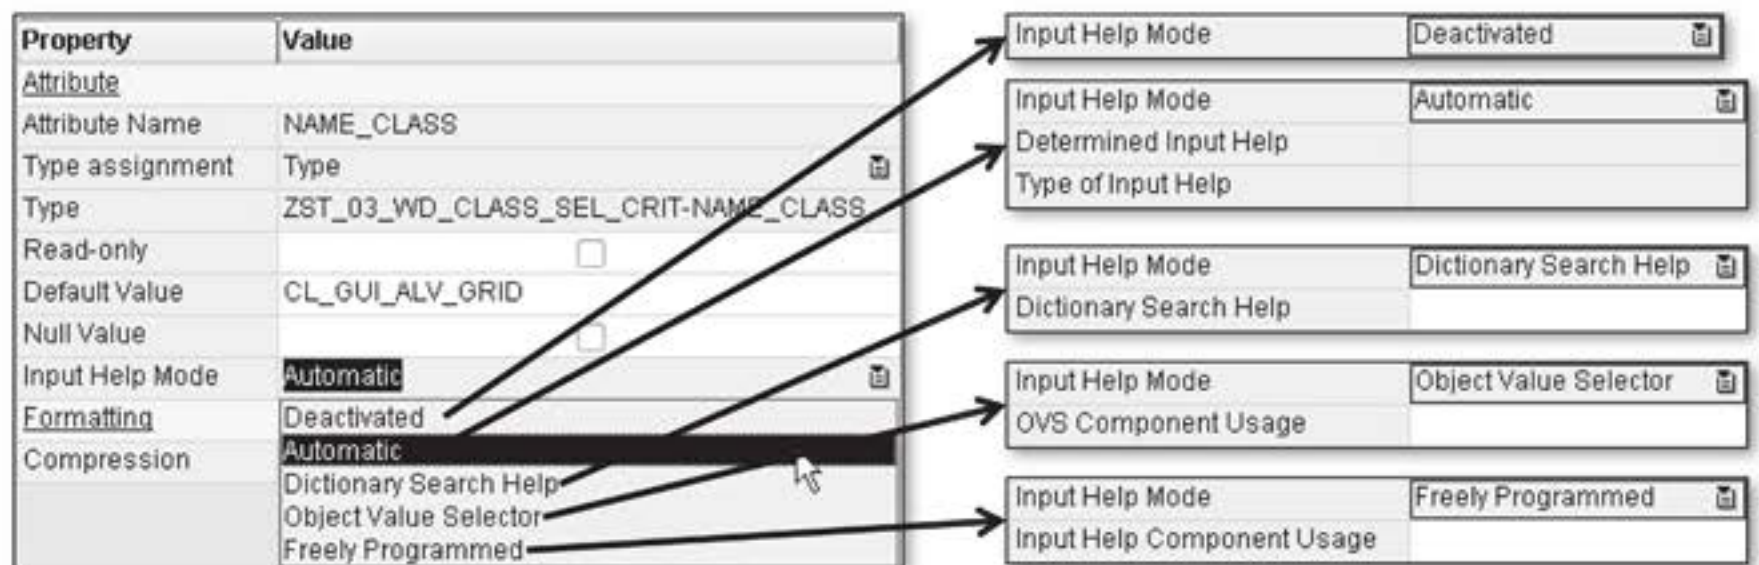 Property Value
Attribute
Attribute Name NAME_CLASS
Type assignment Type
Type ZST_03_WD_CLASS_SEL_CRIT-NAME_CLASS
Read-only
Default Value CL_GUI_ALV_GRID
Null Value
Input Help Mode Automatic
Formatting Deactivated
Automatic
Compression
Dictionary Search Help
Object Value Selector
Freely Programmed
Input Help Mode Deactivated
Input Help Mode Automatic
Determined Input Help
Type of Input Help
Input Help Mode Dictionary Search Help
Dictionary Search Help
Input Help Mode Object Value Selector
OVS Component Usage
Input Help Mode Freely Programmed
Input Help Component Usage